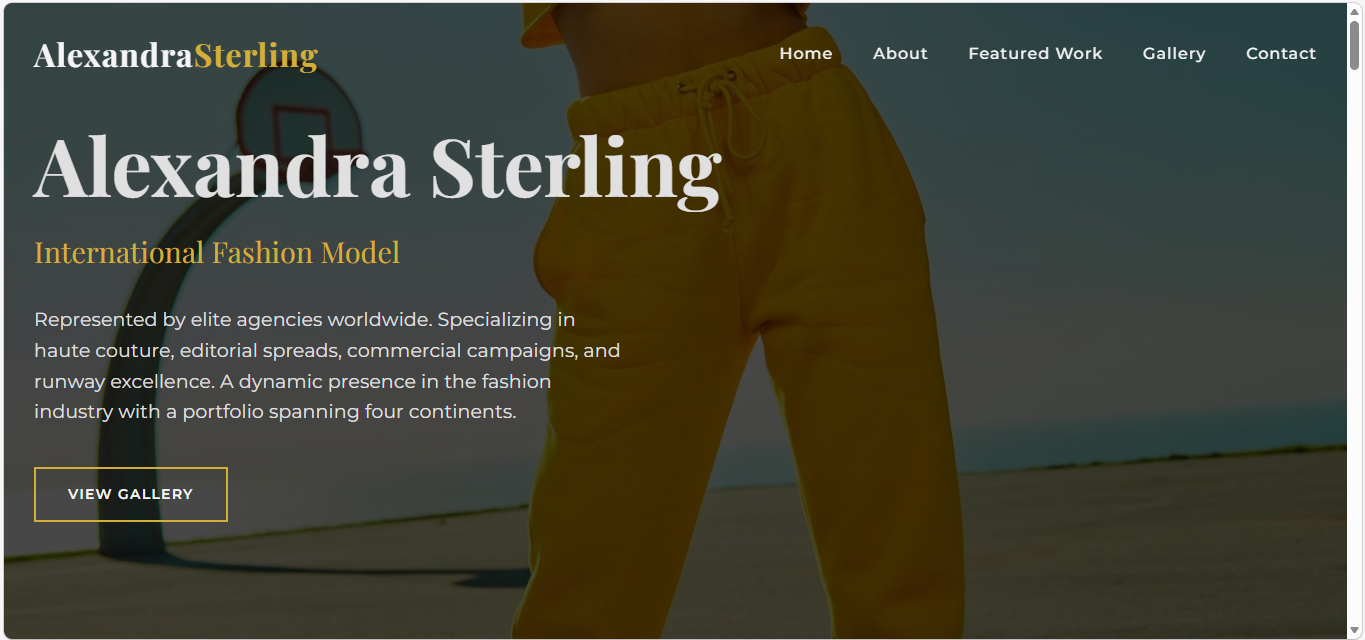 AlexandraSterling
Home About Featured Work Gallery Contact
Alexandra Sterling
International Fashion Model
Represented by elite agencies worldwide. Specializing in
haute couture, editorial spreads, commercial campaigns, and
runway excellence. A dynamic presence in the fashion
industry with a portfolio spanning four continents.
VIEW GALLERY